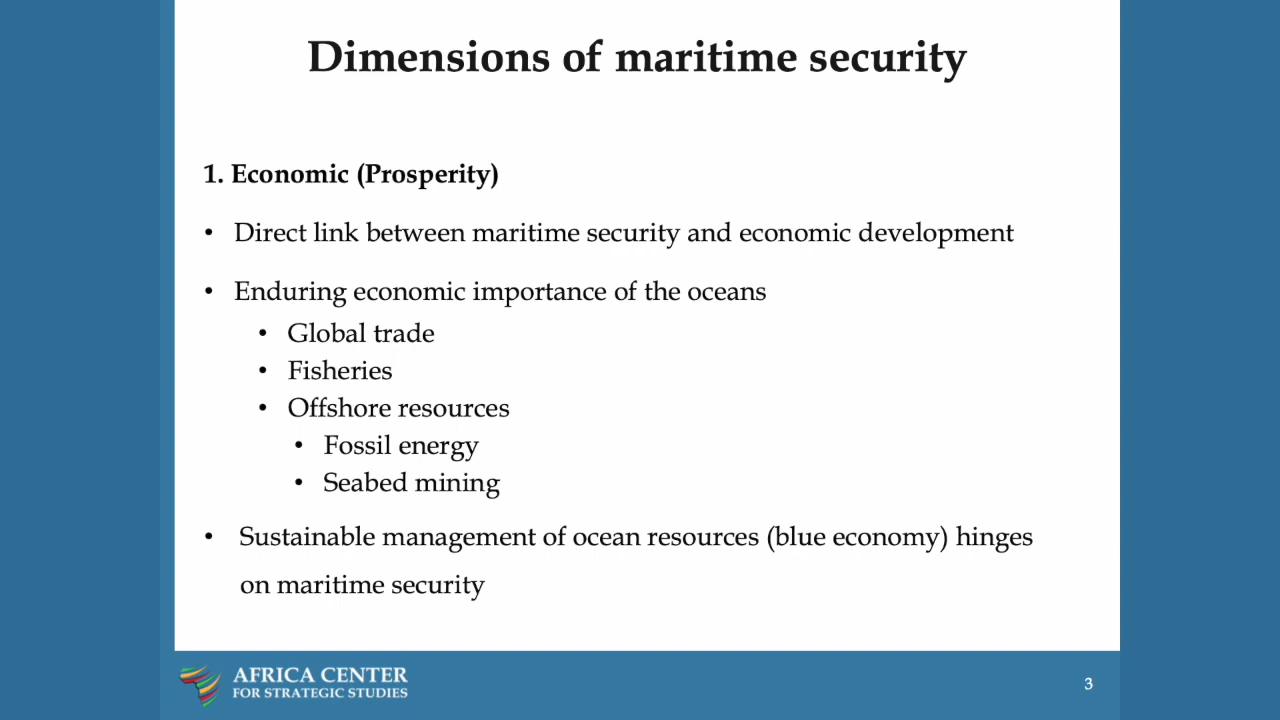 Dimensions of maritime security
1. Economic (Prosperity)
• Direct link between maritime security and economic development
• Enduring economic importance of the oceans
• Global trade
• Fisheries
• Offshore resources
• Fossil energy
• Seabed mining
• Sustainable management of ocean resources (blue economy) hinges
on maritime security
AFRICA CENTER
FOR STRATEGIC STUDIES
3